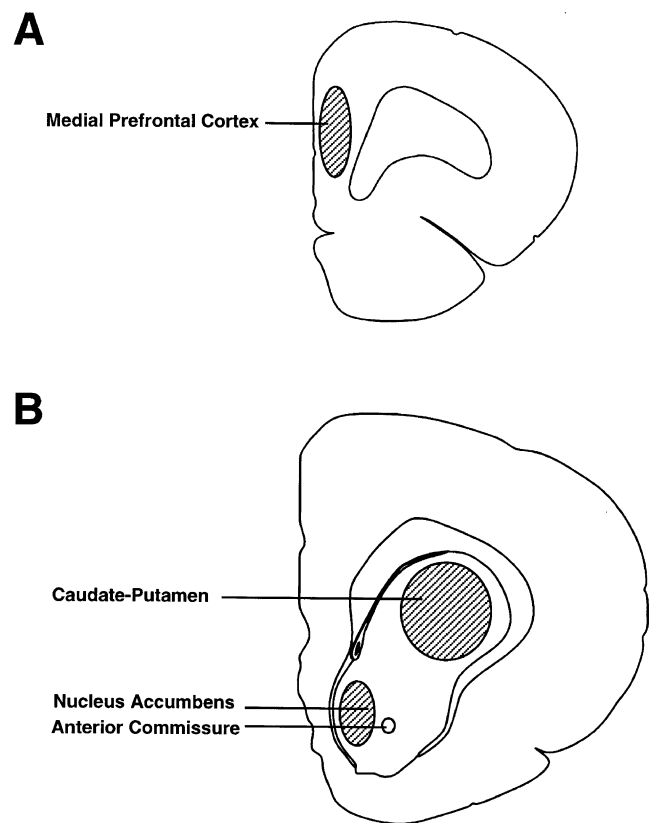 A
Medial Prefrontal Cortex
B
Caudate-Putamen
Nucleus Accumbens
Anterior Commissure